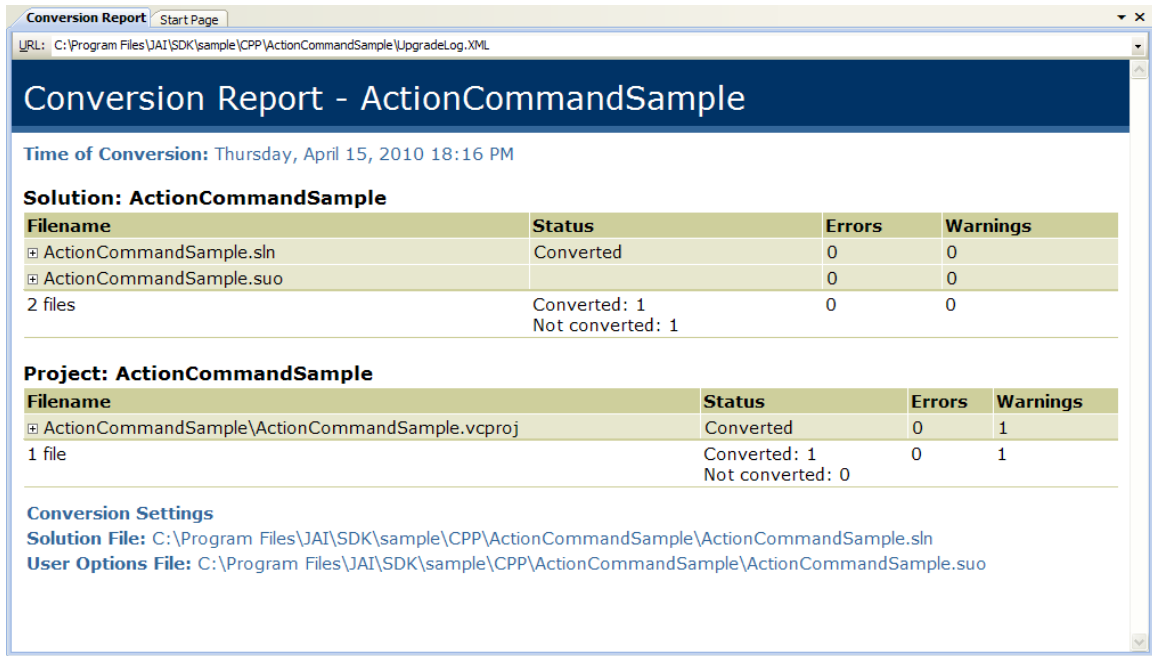 Conversion Report Start Page
URL: C:\Program Files\JAI\SDK\sample\CPP\ActionCommandSample\UpgradeLog.XML
Conversion Report - ActionCommandSample
Time of Conversion: Thursday, April 15, 2010 18:16 PM
Solution: ActionCommandSample
Filename Status Errors Warnings
ActionCommandSample.sln Converted 0 0
ActionCommandSample.suo 0 0
2 files Converted: 1 0 0
Not converted: 1
Project: ActionCommandSample
Filename Status Errors Warnings
ActionCommandSample\ActionCommandSample.vcproj Converted 0 1
1 file Converted: 1 0 1
Not converted: 0
Conversion Settings
Solution File: C:\Program Files\JAI\SDK\sample\CPP\ActionCommandSample\ActionCommandSample.sln
User Options File: C:\Program Files\JAI\SDK\sample\CPP\ActionCommandSample\ActionCommandSample.suo